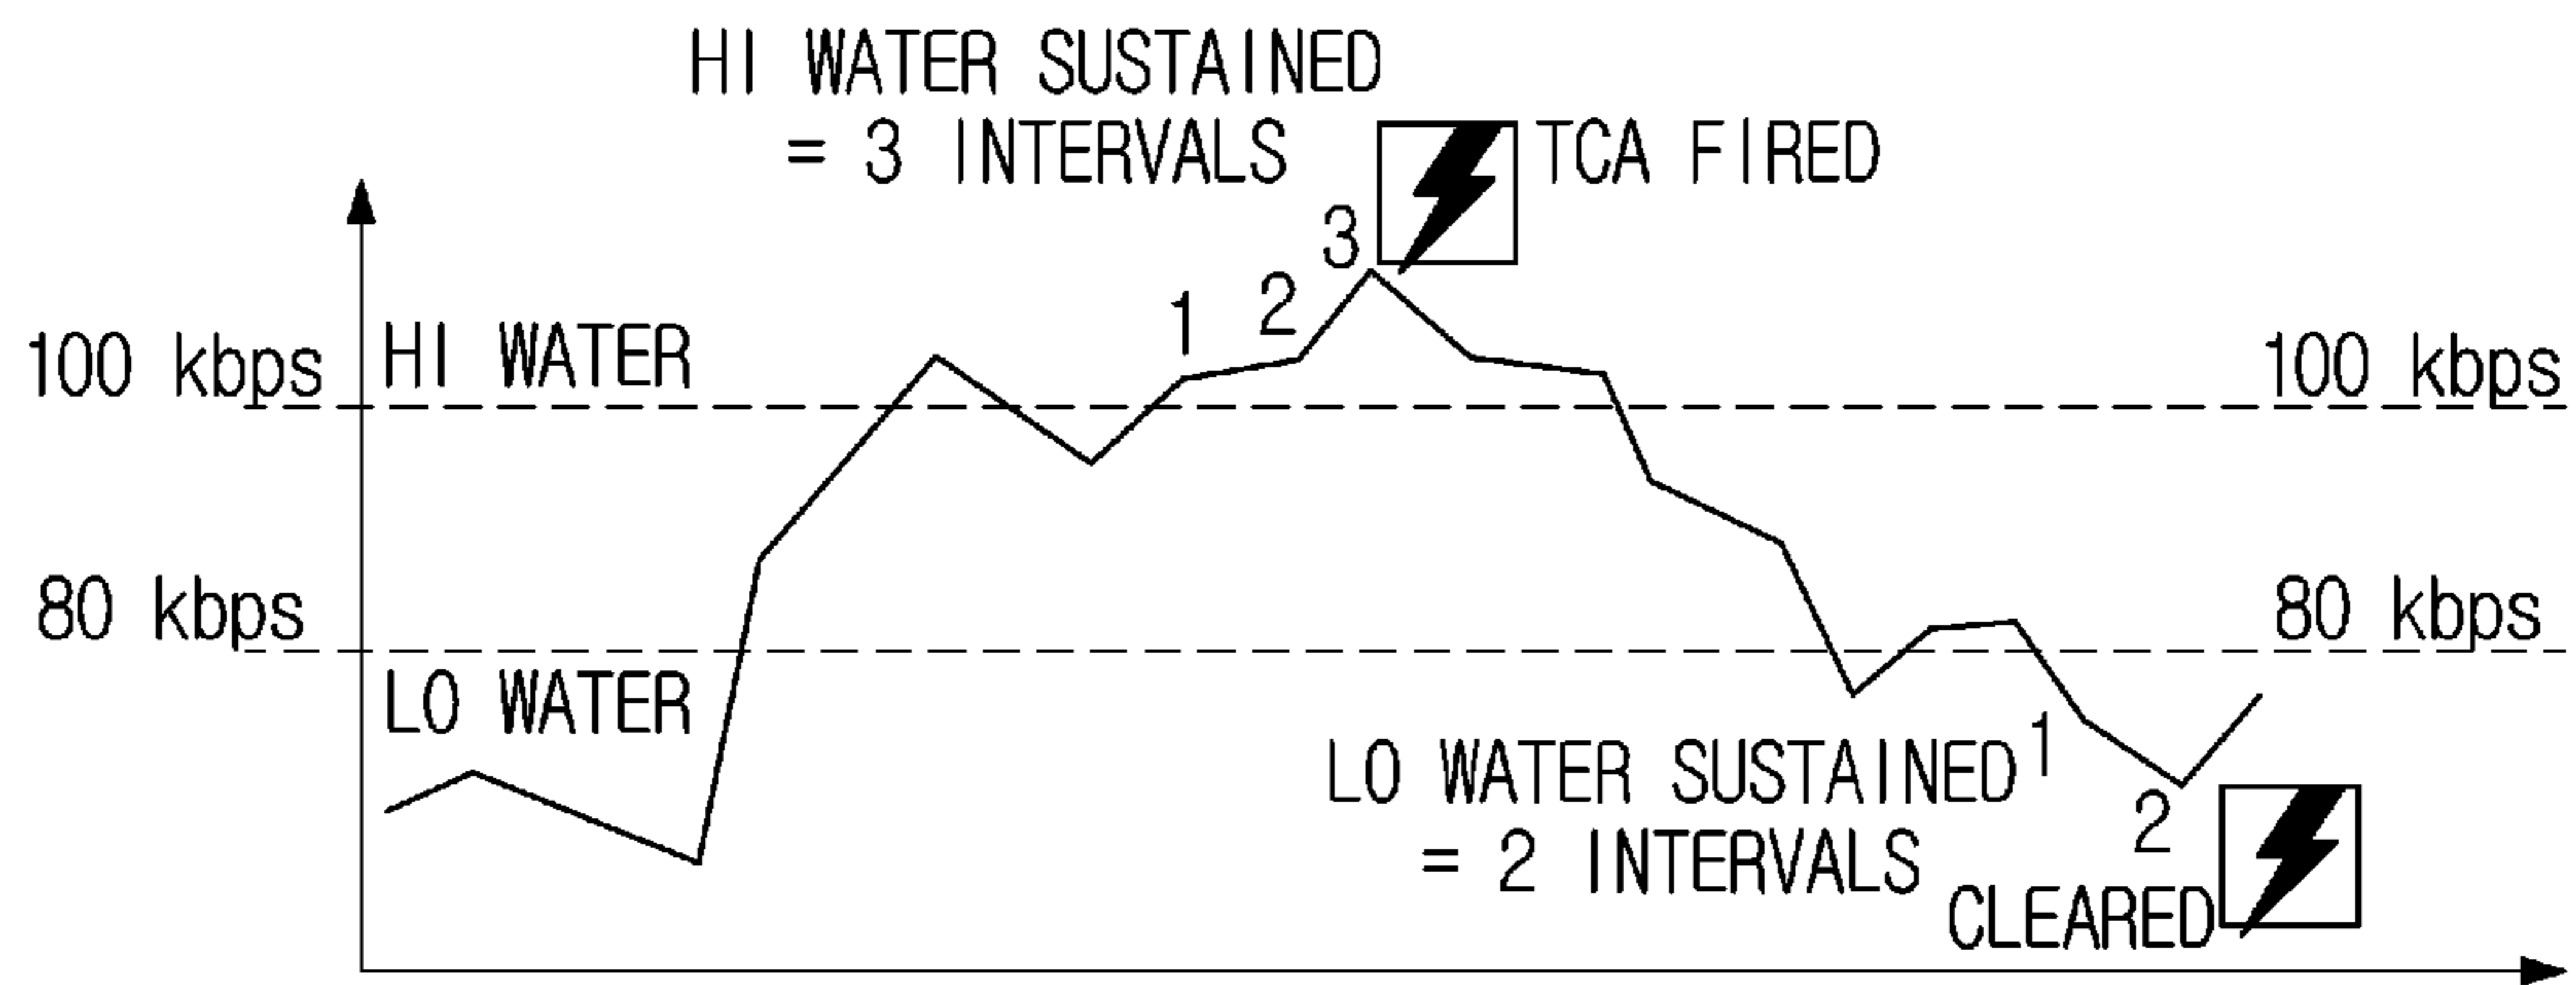 HI WATER SUSTAINED
= 3 INTERVALS
TCA FIRED
3
2
1
100 kbps
HI WATER
100 kbps
80 kbps
80 kbps
LO WATER
LO WATER SUSTAINED
= 2 INTERVALS
1
2
CLEARED